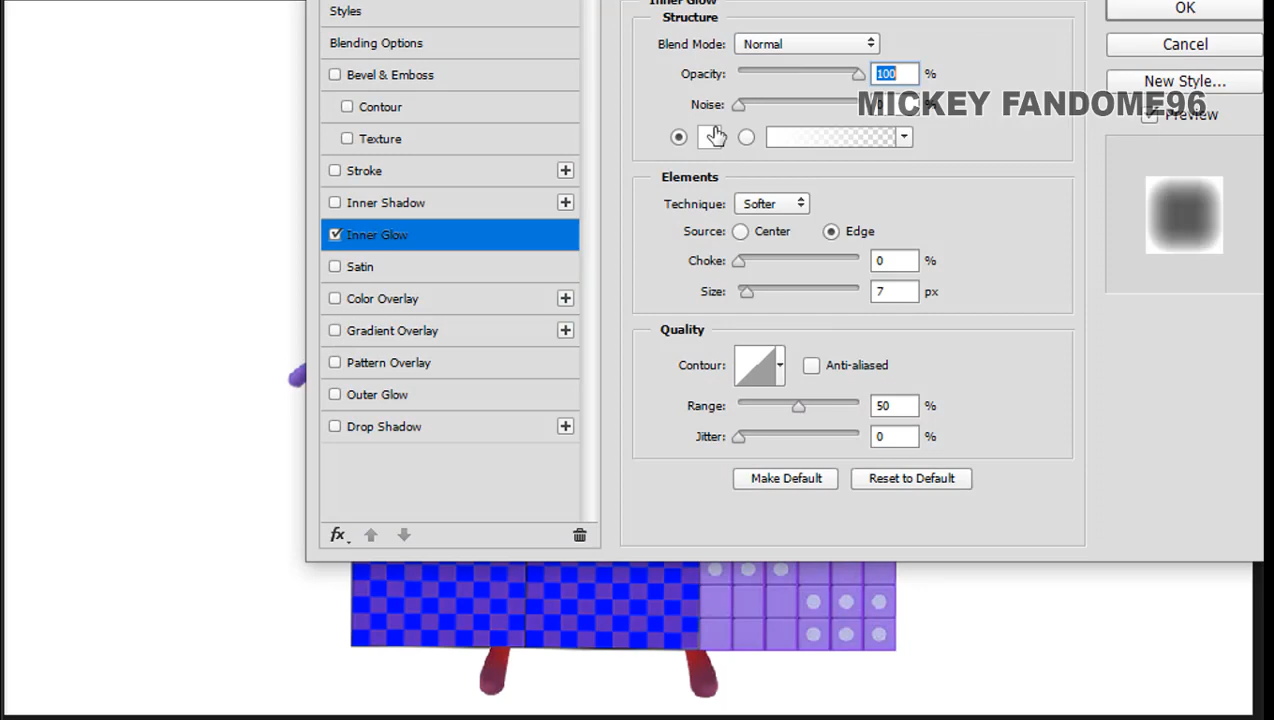 Inner Glow
Styles
Structure
OK
Blending Options
Blend Mode: Normal
Cancel
Bevel & Emboss
Opacity: 100 %
New Style...
Contour
Noise: 0 %
MICKEY FANDOME96
Preview
Texture
Stroke
Elements
Inner Shadow
Technique: Softer
Inner Glow
Source: Center Edge
Satin
Choke: 0 %
Color Overlay
Size: 7 px
Gradient Overlay
Quality
Pattern Overlay
Contour: Anti-aliased
Outer Glow
Range: 50 %
Drop Shadow
Jitter: 0 %
Make Default Reset to Default
fx